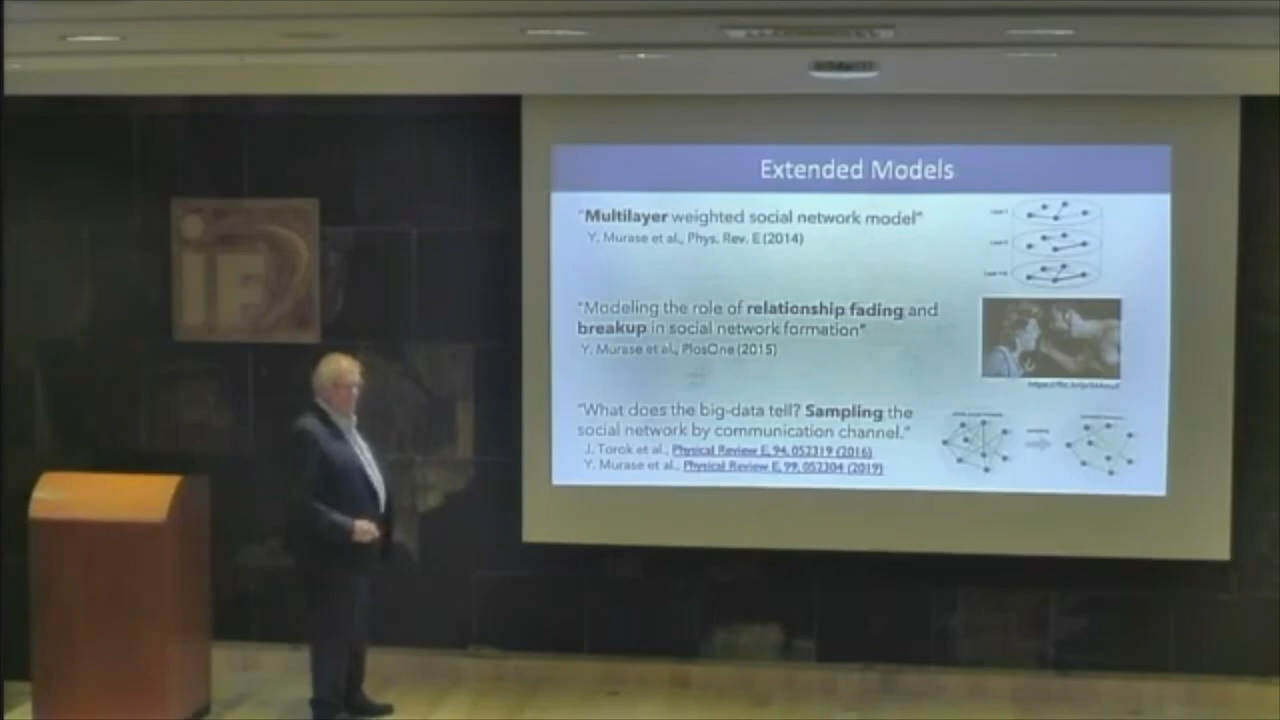 iF
Extended Models
"Multilayer weighted social network model"
Y. Murase et al., Phys. Rev. E (2014)
"Modeling the role of relationship fading and
breakup in social network formation"
Y. Murase et al., PlosOne (2015)
"What does the big-data tell? Sampling the
social network by communication channel."
J. Torok et al., Physical Review E, 94, 052319 (2016)
Y. Murase et al., Physical Review E, 99, 052304 (2019)